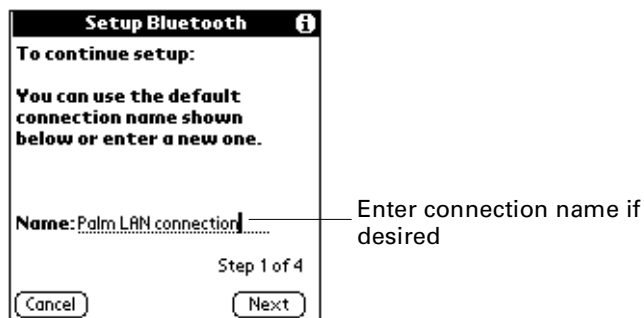 Setup Bluetooth
To continue setup:
You can use the default
connection name shown
below or enter a new one.
Name: Palm LAN connection
Enter connection name if
desired
Step 1 of 4
Cancel
Next